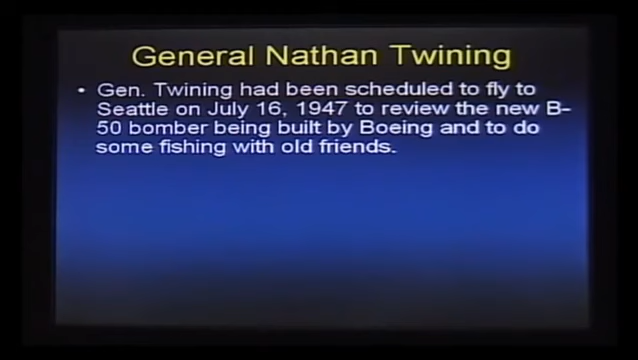 General Nathan Twining
• Gen. Twining had been scheduled to fly to
Seattle on July 16, 1947 to review the new B-
50 bomber being built by Boeing and to do
some fishing with old friends.